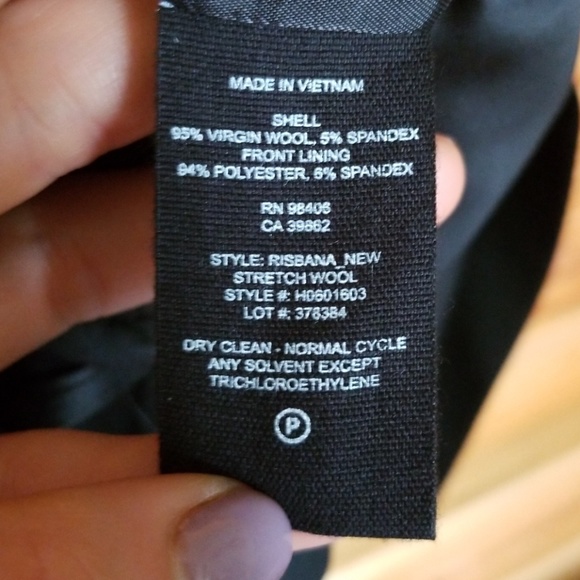 MADE IN VIETNAM
SHELL
95% VIRGIN WOOL, 5% SPANDEX
FRONT LINING
94% POLYESTER, 6% SPANDEX
RN 98406
CA 39862
STYLE: RISBANA_NEW
STRETCH WOOL
STYLE #: H0601603
LOT #: 378384
DRY CLEAN - NORMAL CYCLE
ANY SOLVENT EXCEPT
TRICHLOROETHYLENE
P